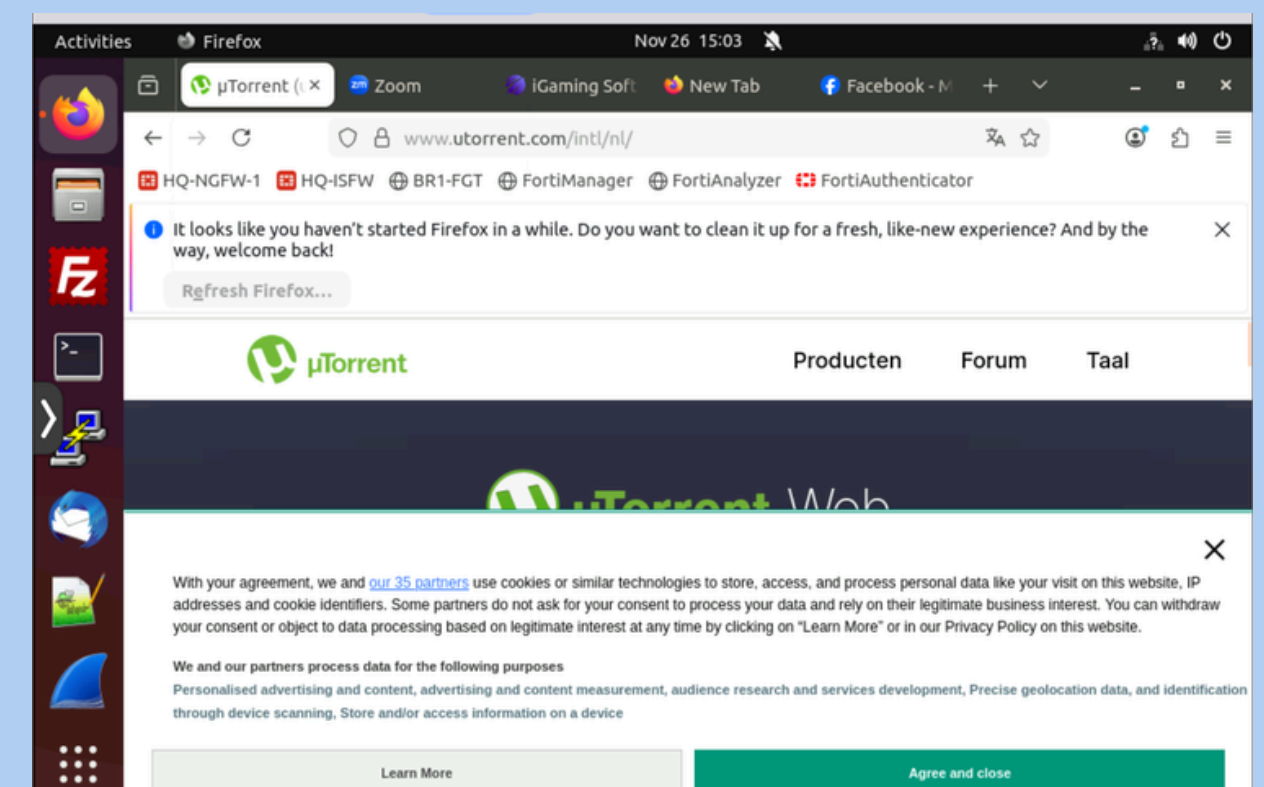 Activities Firefox Nov 26 15:03
µTorrent ( Zoom iGaming Soft New Tab Facebook - M
www.utorrent.com/intl/nl/
HQ-NGFW-1 HQ-ISFW BR1-FGT FortiManager FortiAnalyzer FortiAuthenticator
It looks like you haven't started Firefox in a while. Do you want to clean it up for a fresh, like-new experience? And by the
way, welcome back!
Refresh Firefox...
µTorrent Producten Forum Taal
µTorrent Web
With your agreement, we and our 35 partners use cookies or similar technologies to store, access, and process personal data like your visit on this website, IP
addresses and cookie identifiers. Some partners do not ask for your consent to process your data and rely on their legitimate business interest. You can withdraw
your consent or object to data processing based on legitimate interest at any time by clicking on “Learn More” or in our Privacy Policy on this website.
We and our partners process data for the following purposes
Personalised advertising and content, advertising and content measurement, audience research and services development, Precise geolocation data, and identification
through device scanning, Store and/or access information on a device
Learn More Agree and close